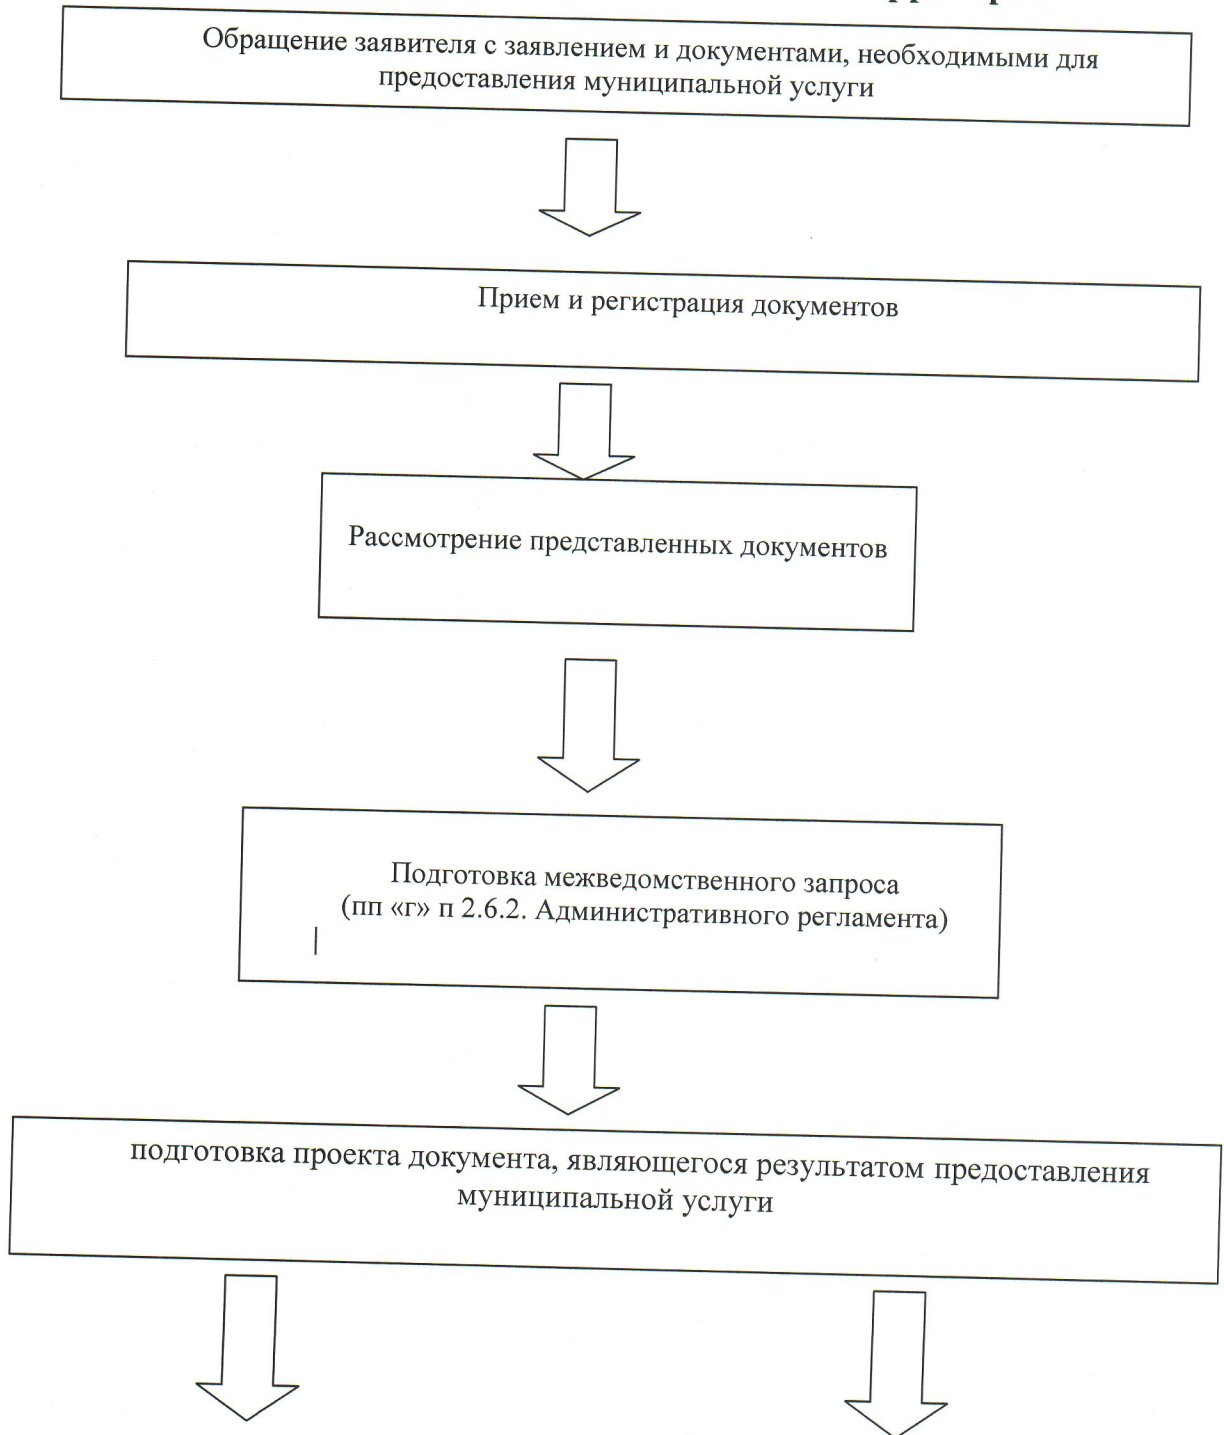 Обращение заявителя с заявлением и документами, необходимыми для
предоставления муниципальной услуги
Прием и регистрация документов
Рассмотрение представленных документов
Подготовка межведомственного запроса
(пп «г» п 2.6.2. Административного регламента)
подготовка проекта документа, являющегося результатом предоставления
муниципальной услуги